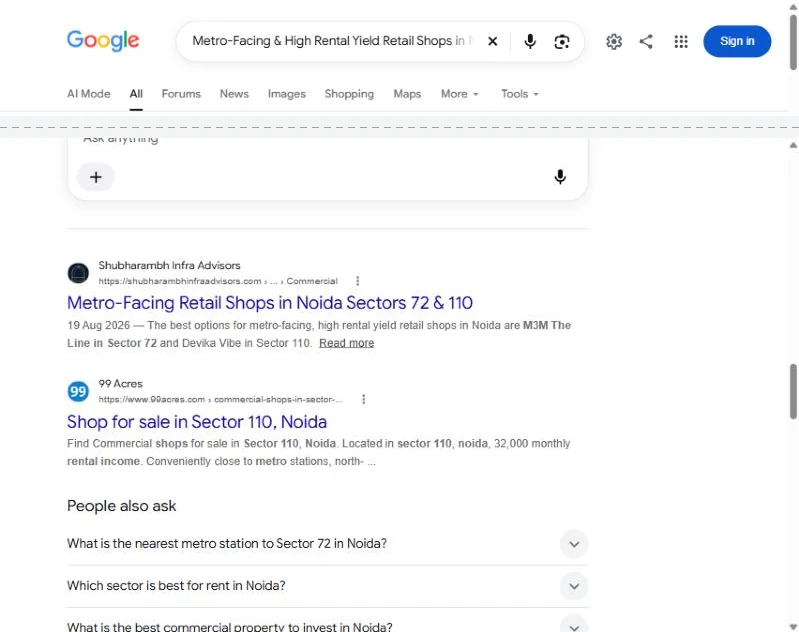 Google
Metro-Facing & High Rental Yield Retail Shops in
Sign in
AI Mode All Forums News Images Shopping Maps More Tools
Ask anything
Shubharambh Infra Advisors
https://shubharambhinfraadvisors.com › ... › Commercial
Metro-Facing Retail Shops in Noida Sectors 72 & 110
19 Aug 2026 — The best options for metro-facing, high rental yield retail shops in Noida are M3M The
Line in Sector 72 and Devika Vibe in Sector 110. Read more
99
99 Acres
https://www.99acres.com › commercial-shops-in-sector-...
Shop for sale in Sector 110, Noida
Find Commercial shops for sale in Sector 110, Noida. Located in sector 110, noida, 32,000 monthly
rental income. Conveniently close to metro stations, north- ...
People also ask
What is the nearest metro station to Sector 72 in Noida?
Which sector is best for rent in Noida?
What is the best commercial property to invest in Noida?